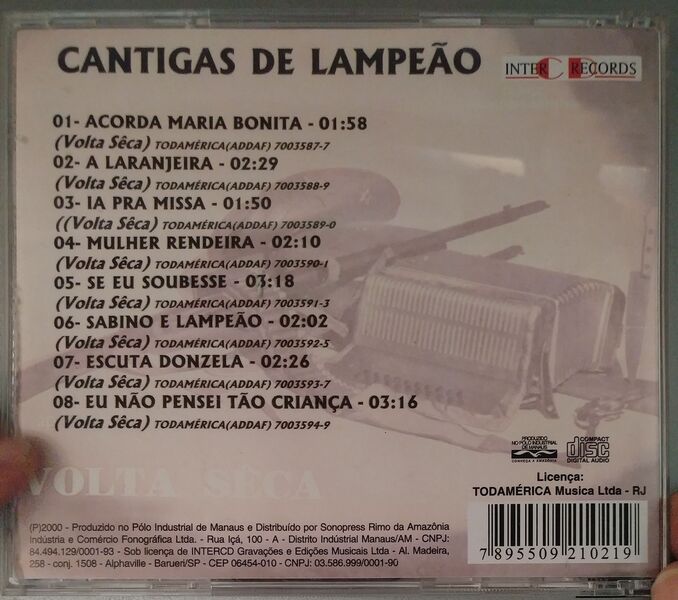 CANTIGAS DE LAMPEÃO
INTERCD RECORDS
01- ACORDA MARIA BONITA - 01:58
(Volta Sêca) TODAMÉRICA(ADDAF) 7003587-7
02- A LARANJEIRA - 02:29
(Volta Sêca) TODAMÉRICA(ADDAF) 7003588-9
03- IA PRA MISSA - 01:50
((Volta Sêca) TODAMÉRICA(ADDAF) 7003589-0
04- MULHER RENDEIRA - 02:10
(Volta Sêca) TODAMÉRICA(ADDAF) 7003590-1
05- SE EU SOUBESSE - 03:18
(Volta Sêca) TODAMÉRICA(ADDAF) 7003591-3
06- SABINO E LAMPEÃO - 02:02
(Volta Sêca) TODAMÉRICA(ADDAF) 7003592-5
07- ESCUTA DONZELA - 02:26
(Volta Sêca) TODAMÉRICA(ADDAF) 7003593-7
08- EU NÃO PENSEI TÃO CRIANÇA - 03:16
(Volta Sêca) TODAMÉRICA(ADDAF) 7003594-9
PRODUZIDO
NO PÓLO INDUSTRIAL
DE MANAUS
CONHEÇA A AMAZÔNIA
COMPACT
disc
DIGITAL AUDIO
Licença:
TODAMÉRICA Musica Ltda - RJ
VOLTA SECA
(P)2000 - Produzido no Pólo Industrial de Manaus e Distribuído por Sonopress Rimo da Amazônia
Indústria e Comércio Fonográfica Ltda. - Rua Içá, 100 - A - Distrito Indústrial Manaus/AM - CNPJ:
84.494.129/0001-93 - Sob licença de INTERCD Gravações e Edições Musicais Ltda - Al. Madeira,
258 - conj. 1508 - Alphaville - Barueri/SP - CEP 06454-010 - CNPJ: 03.586.999/0001-90
7 895509 210219